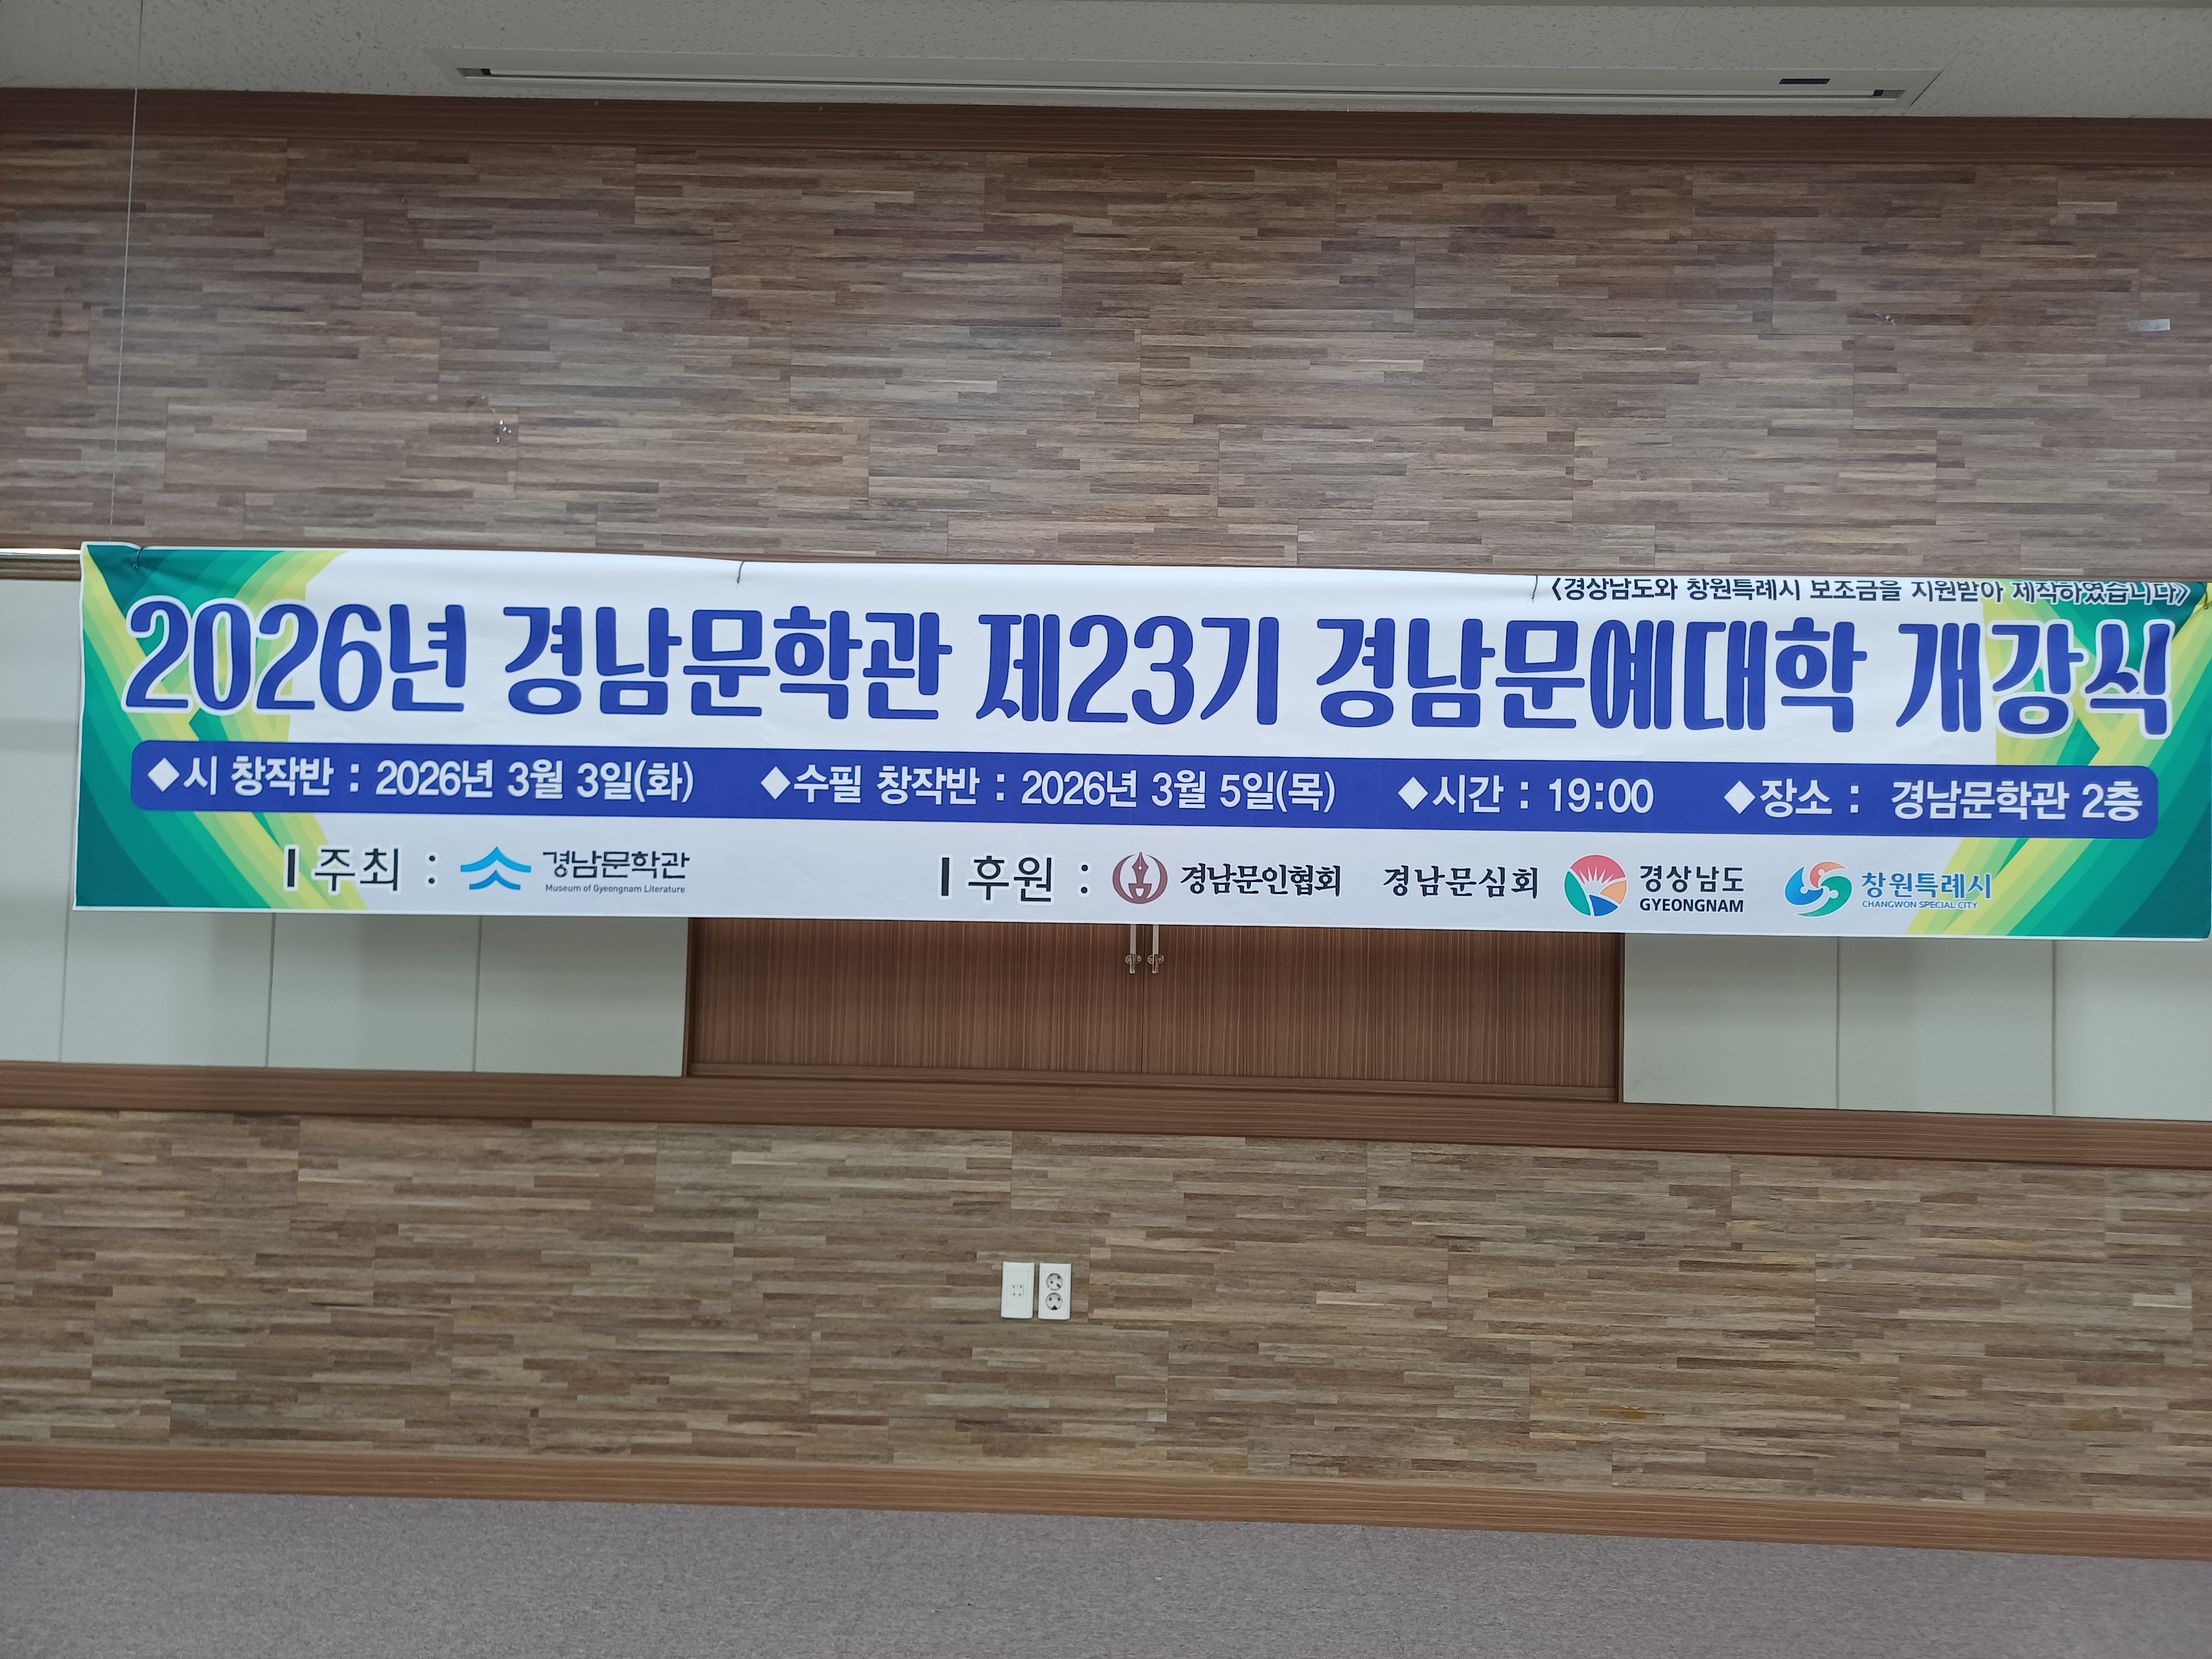 <경상남도와 창원특례시 보조금을 지원받아 제작하였습니다>
2026년 경남문학관 제23기 경남문예대학 개강식
◆시 창작반 : 2026년 3월 3일(화) ◆수필 창작반 : 2026년 3월 5일(목) ◆시간 : 19:00 ◆장소 : 경남문학관 2층
Ⅰ주최 : 경남문학관 Ⅰ후원 : 경남문인협회 경남문심회 경상남도 창원특례시
Museum of Gyeongnam Literature GYEONGNAM CHANGWON SPECIAL CITY